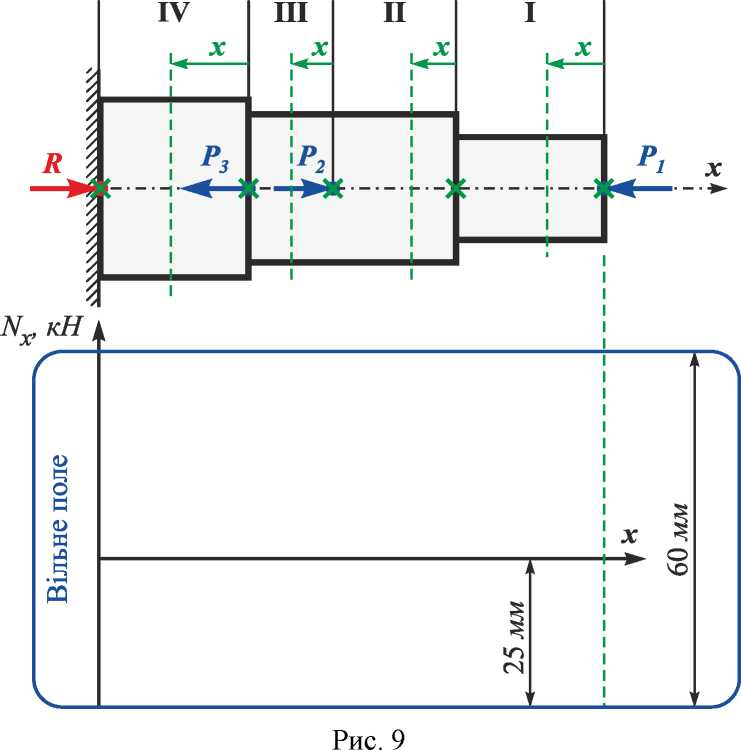 IV III II I
x x x x
R P3 P2 P1 x
Nx, кН
Вільне поле
x
25 мм
60 мм
Рис. 9